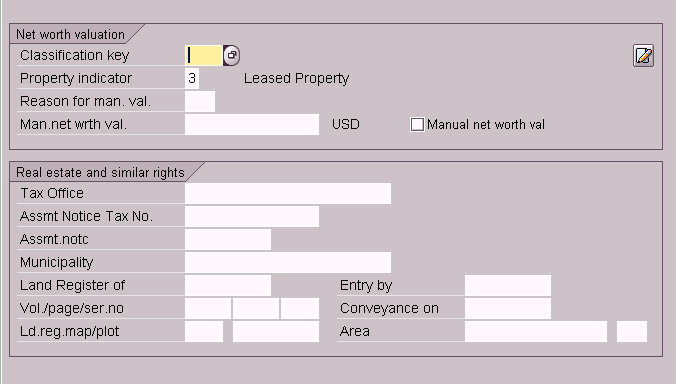 Net worth valuation
Classification key
Property indicator 3 Leased Property
Reason for man. val.
Man.net wrth val. USD Manual net worth val
Real estate and similar rights
Tax Office
Assmt Notice Tax No.
Assmt.notc
Municipality
Land Register of Entry by
Vol./page/ser.no Conveyance on
Ld.reg.map/plot Area